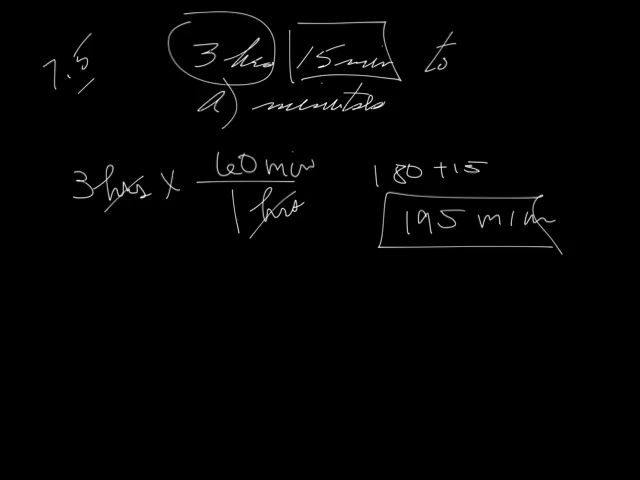 7.5 3 hrs 15 min to
a) minutes
3 hrs x 60 min 180 + 15
1 hrs 195 min